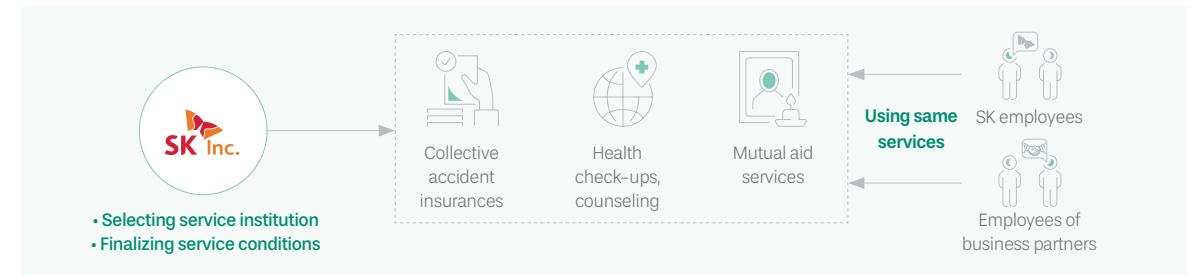 SK Inc.
• Selecting service institution
• Finalizing service conditions
Collective
accident
insurances
Health
check-ups,
counseling
Mutual aid
services
Using same
services
SK employees
Employees of
business partners